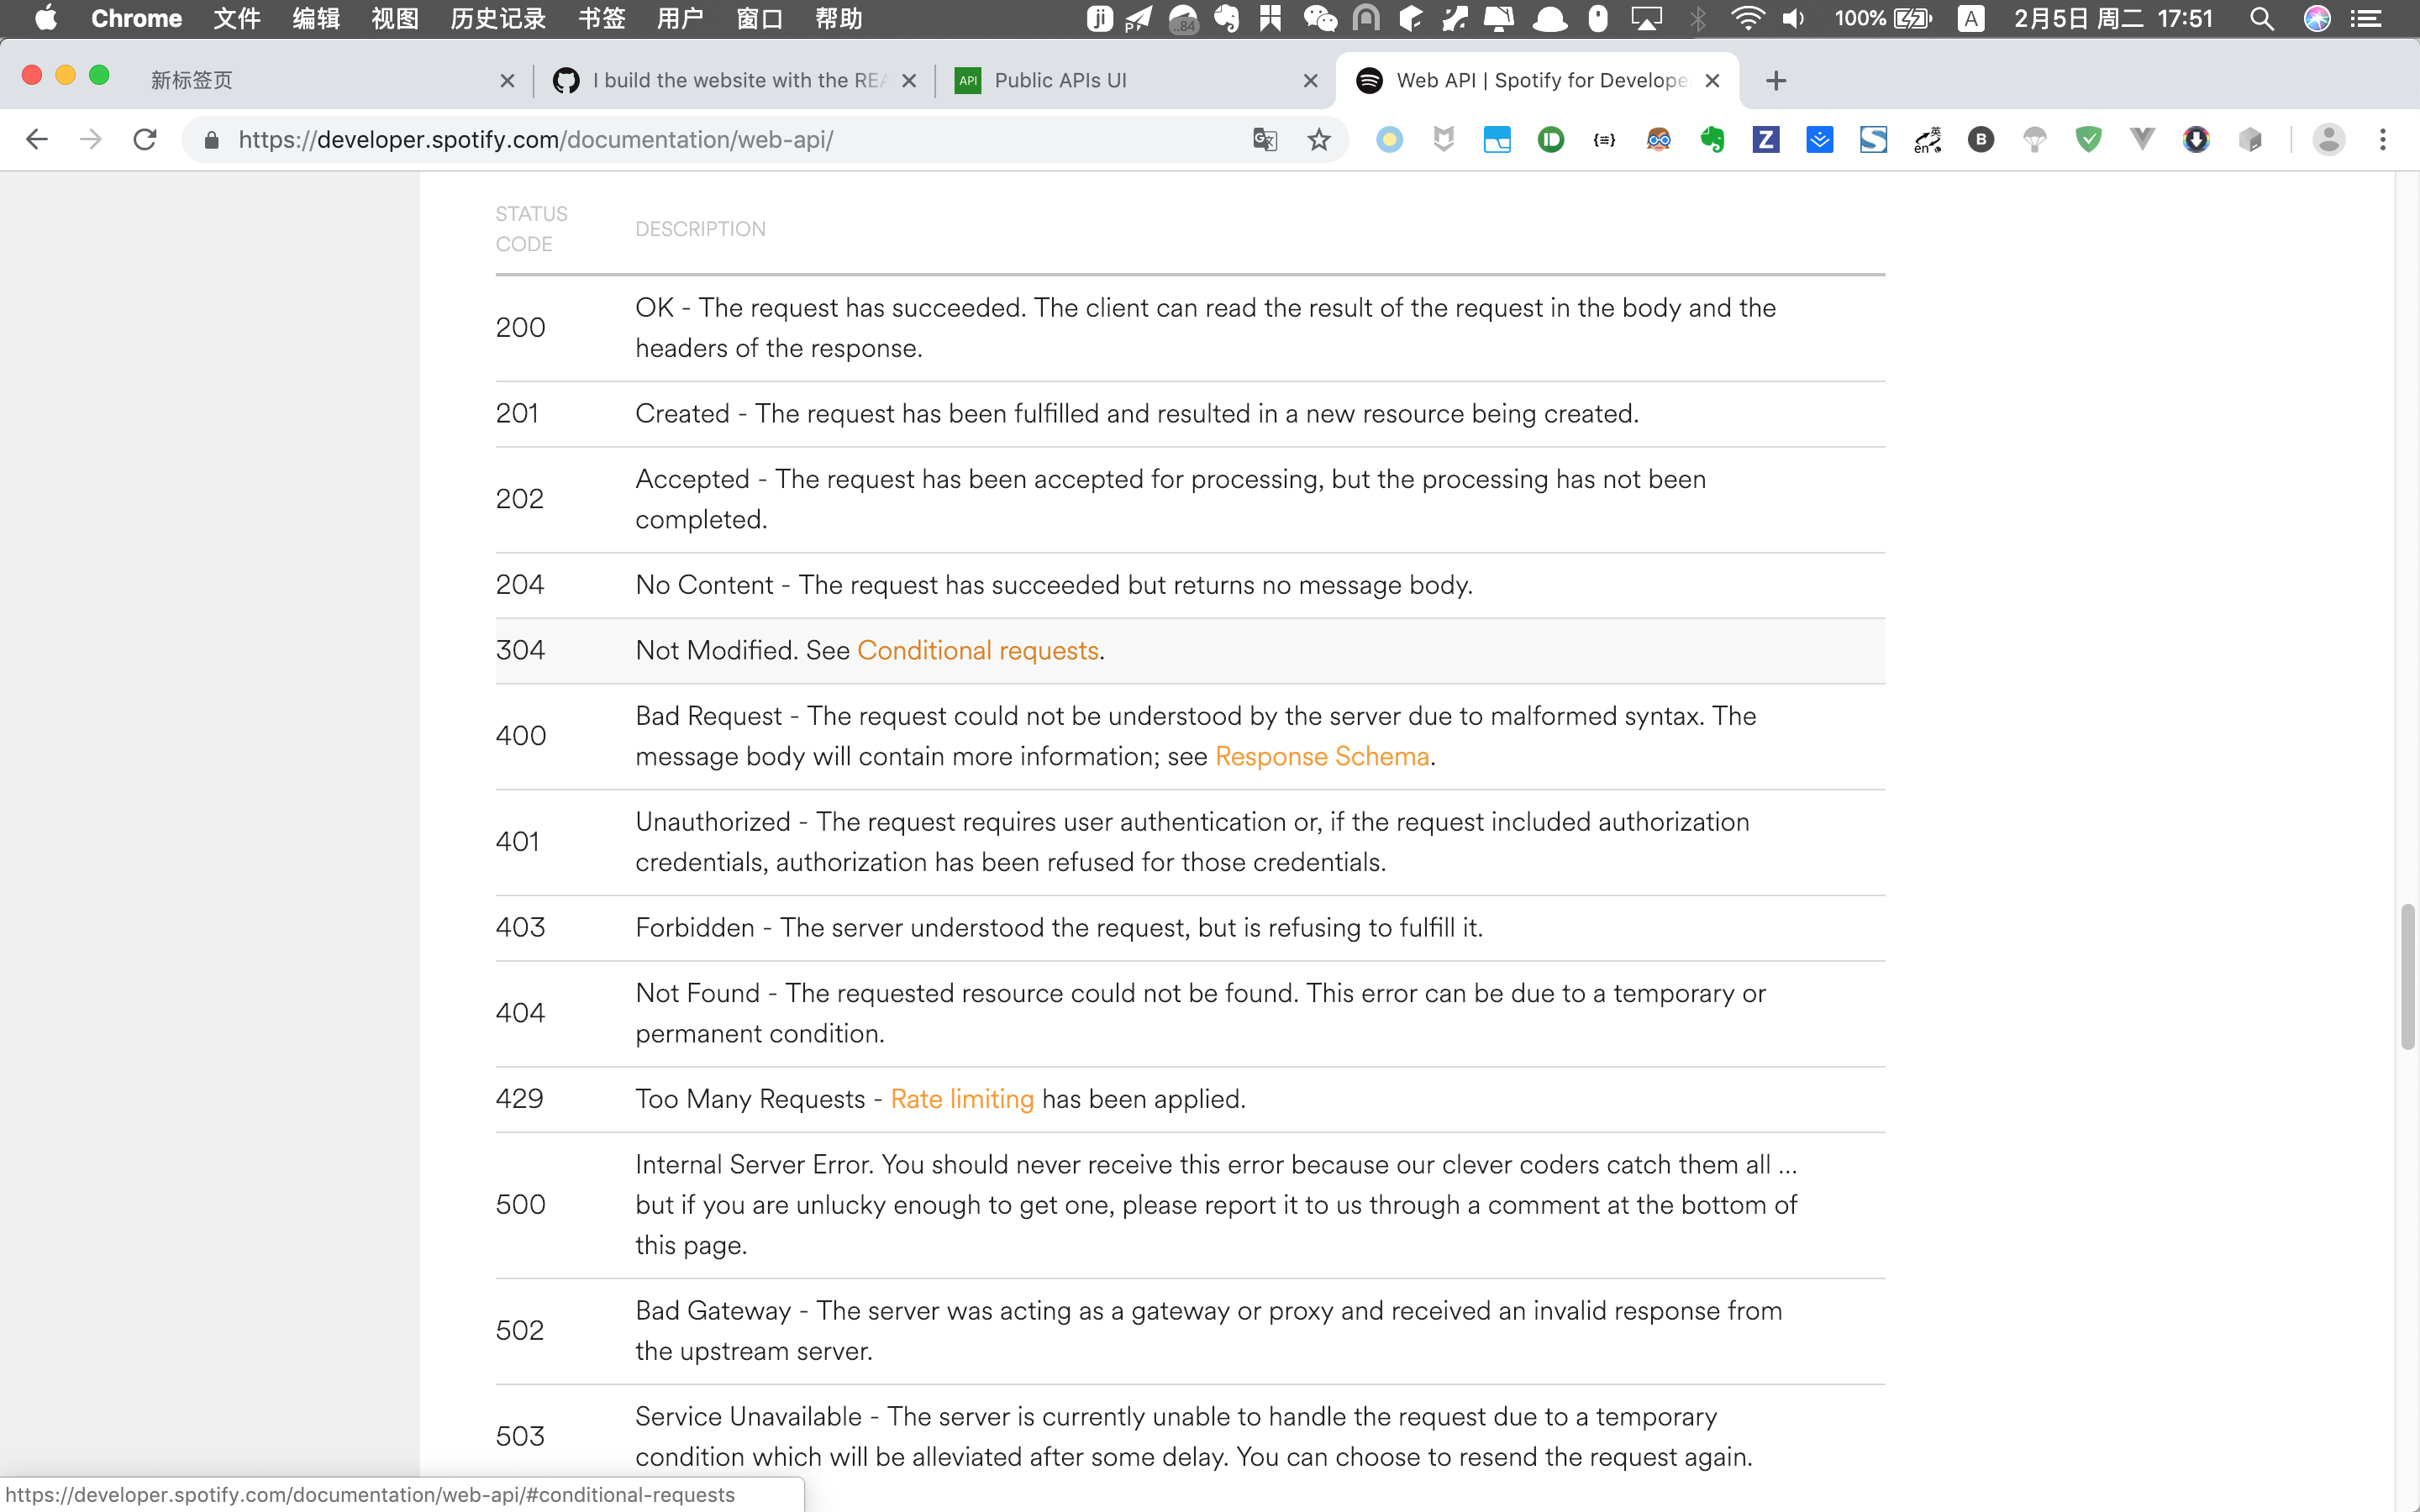 Chrome 文件 编辑 视图 历史记录 书签 用户 窗口 帮助 100% A 2月5日 周二 17:51
新标签页 I build the website with the REA Public APIs UI Web API | Spotify for Develope
https://developer.spotify.com/documentation/web-api/
STATUS
CODE
DESCRIPTION
200
OK - The request has succeeded. The client can read the result of the request in the body and the
headers of the response.
201 Created - The request has been fulfilled and resulted in a new resource being created.
202
Accepted - The request has been accepted for processing, but the processing has not been
completed.
204 No Content - The request has succeeded but returns no message body.
304 Not Modified. See Conditional requests.
400
Bad Request - The request could not be understood by the server due to malformed syntax. The
message body will contain more information; see Response Schema.
401
Unauthorized - The request requires user authentication or, if the request included authorization
credentials, authorization has been refused for those credentials.
403 Forbidden - The server understood the request, but is refusing to fulfill it.
404
Not Found - The requested resource could not be found. This error can be due to a temporary or
permanent condition.
429 Too Many Requests - Rate limiting has been applied.
500
Internal Server Error. You should never receive this error because our clever coders catch them all …
but if you are unlucky enough to get one, please report it to us through a comment at the bottom of
this page.
502
Bad Gateway - The server was acting as a gateway or proxy and received an invalid response from
the upstream server.
503
Service Unavailable - The server is currently unable to handle the request due to a temporary
condition which will be alleviated after some delay. You can choose to resend the request again.
https://developer.spotify.com/documentation/web-api/#conditional-requests